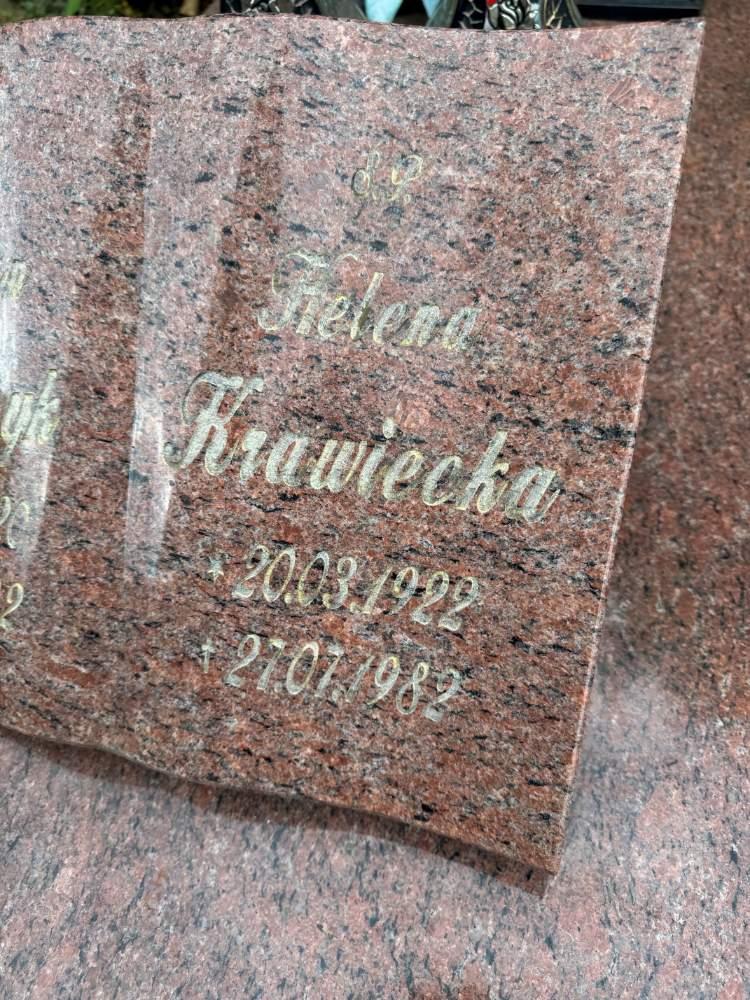 Ś.P.
Helena
Krawiecka
* 20.03.1922
+ 27.07.1982